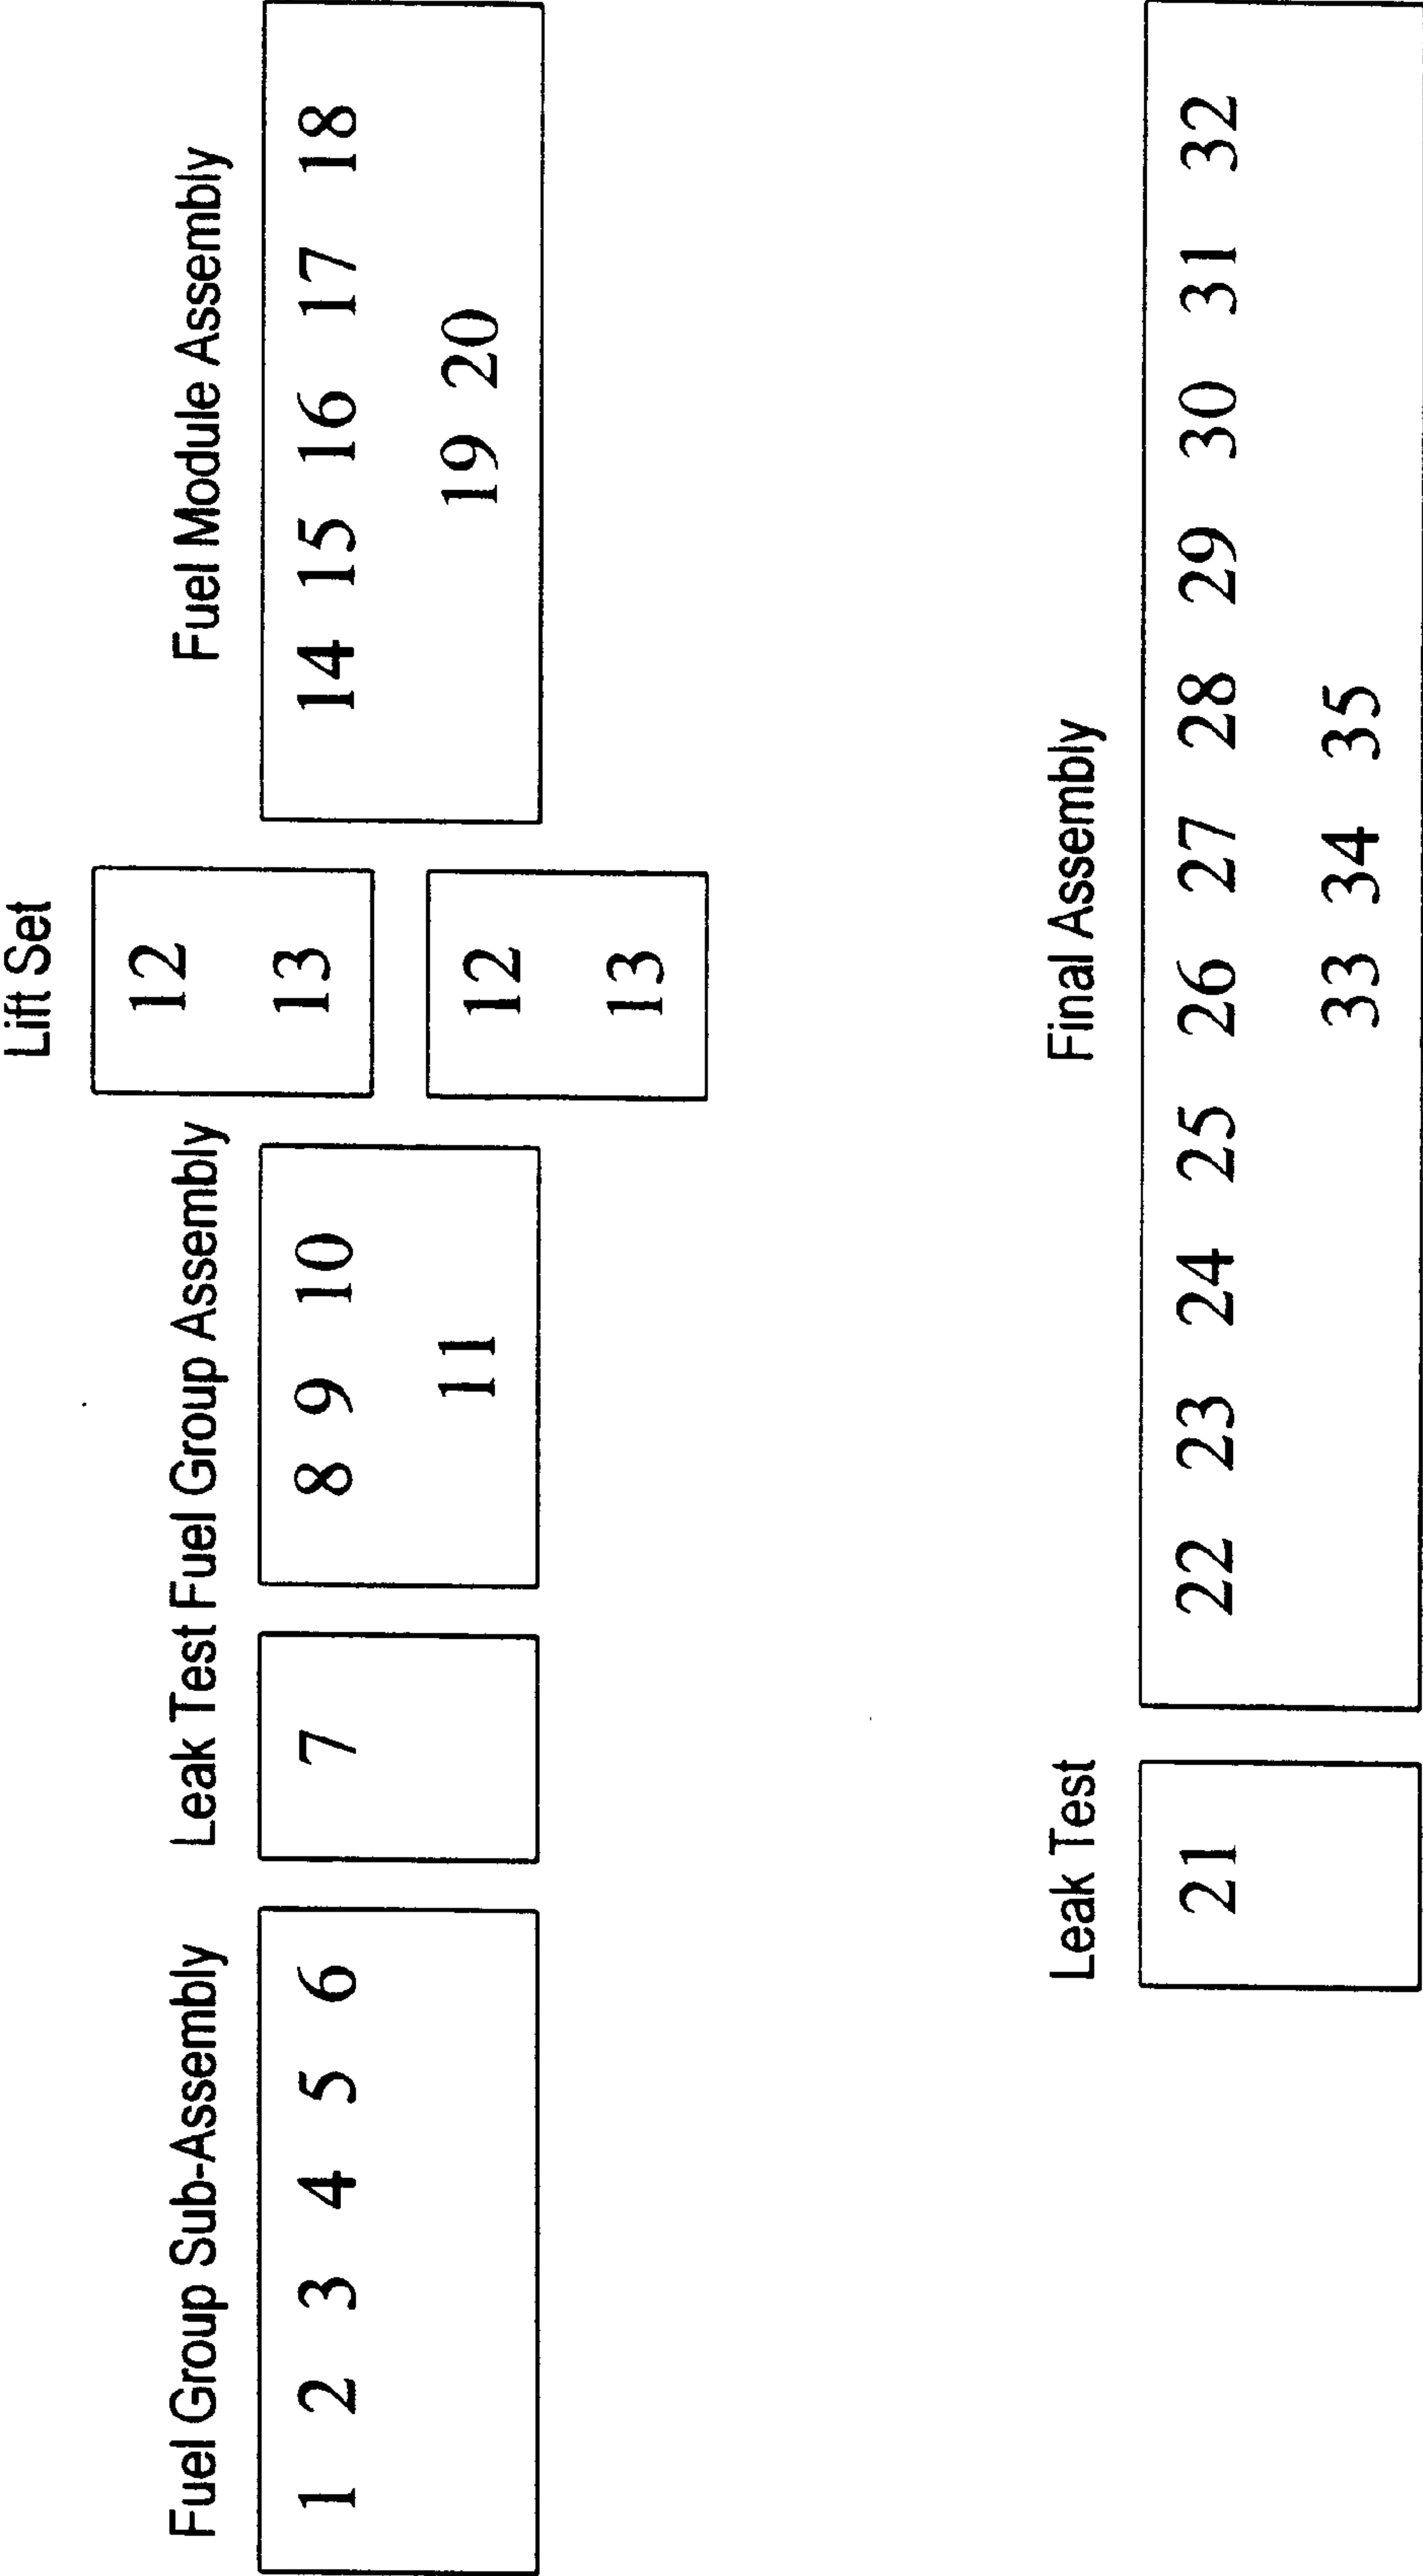 Lift Set
Fuel Group Sub-Assembly
1 2 3 4 5 6
Leak Test
7
Fuel Group Assembly
8 9 10
11
12
13
12
13
Fuel Module Assembly
14 15 16 17 18
19 20
Leak Test
21
Final Assembly
22 23 24 25 26 27 28 29 30 31 32
33 34 35